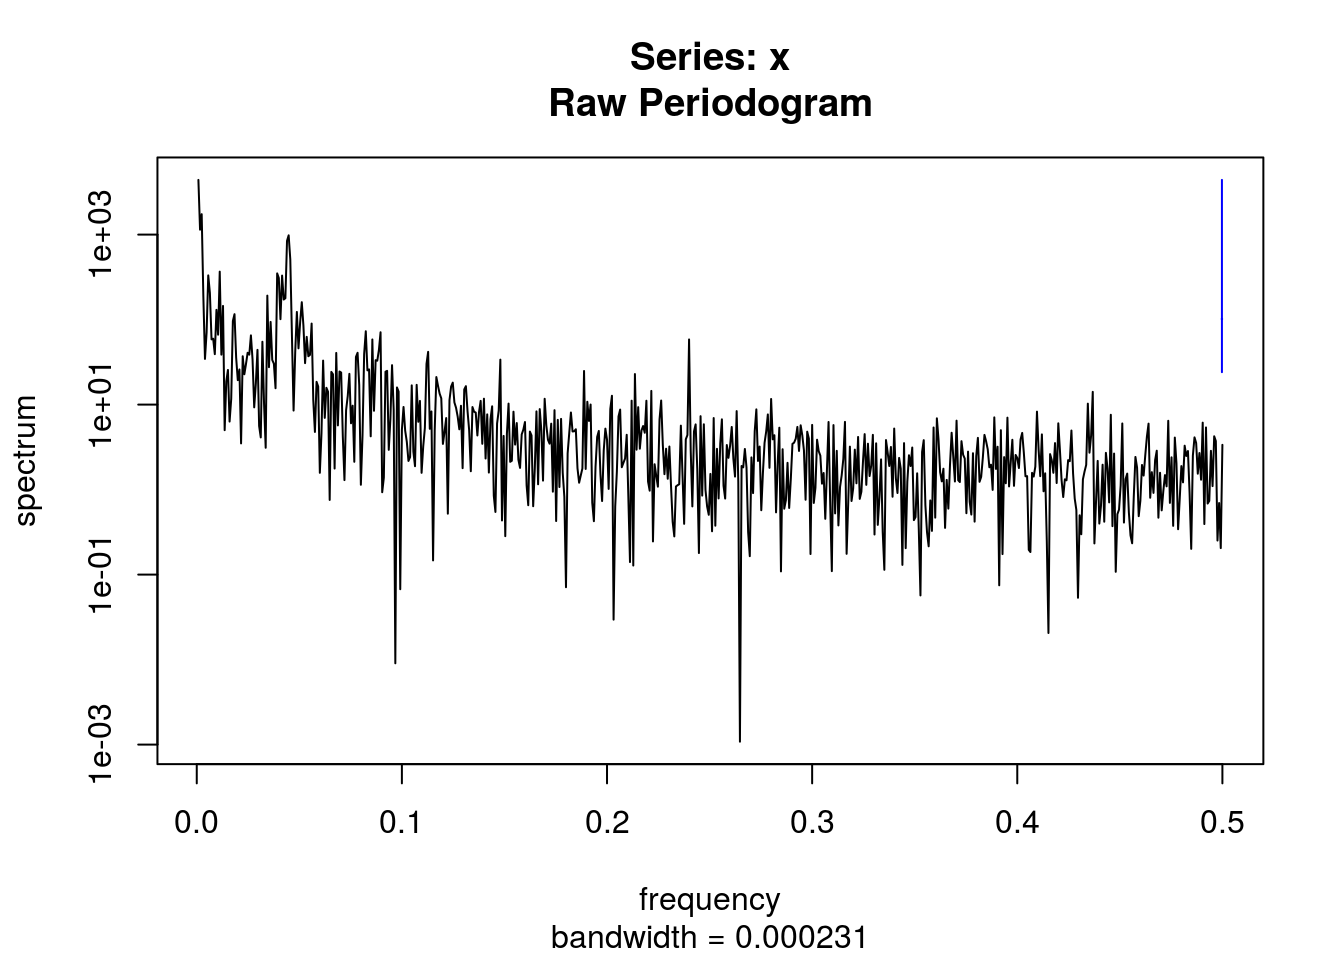 Series: x
Raw Periodogram
spectrum
1e+03
1e+01
1e-01
1e-03
0.0 0.1 0.2 0.3 0.4 0.5
frequency
bandwidth = 0.000231